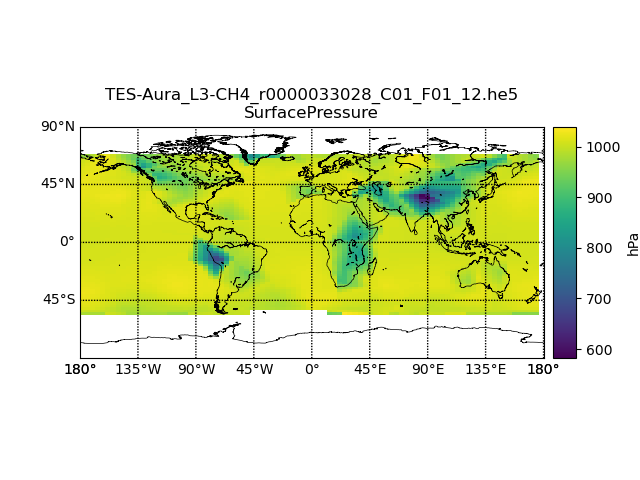 TES-Aura_L3-CH4_r0000033028_C01_F01_12.he5
SurfacePressure
90°N
45°N
0°
45°S
180°
135°W
90°W
45°W
0°
45°E
90°E
135°E
180°
1000
900
800
700
600
hPa